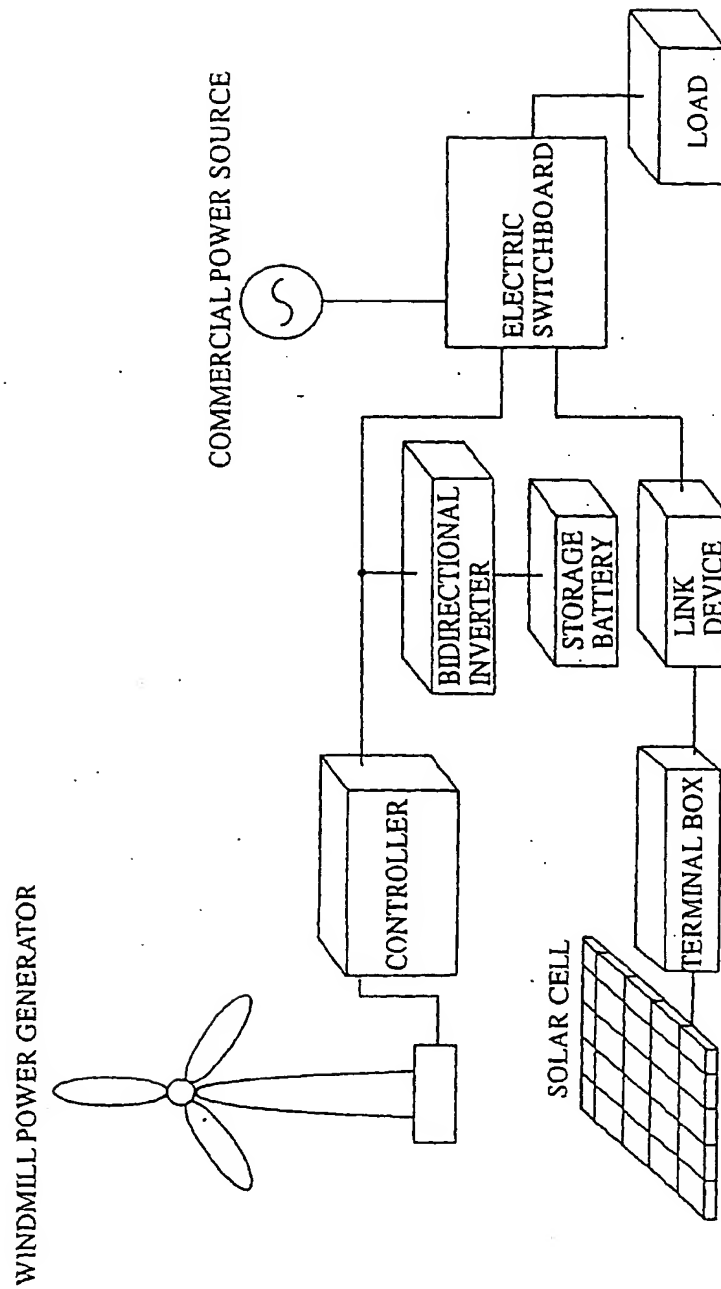 WINDMILL POWER GENERATOR
COMMERCIAL POWER SOURCE
CONTROLLER
BIDIRECTIONAL
INVERTER
STORAGE
BATTERY
ELECTRIC
SWITCHBOARD
LOAD
SOLAR CELL
TERMINAL BOX
LINK
DEVICE